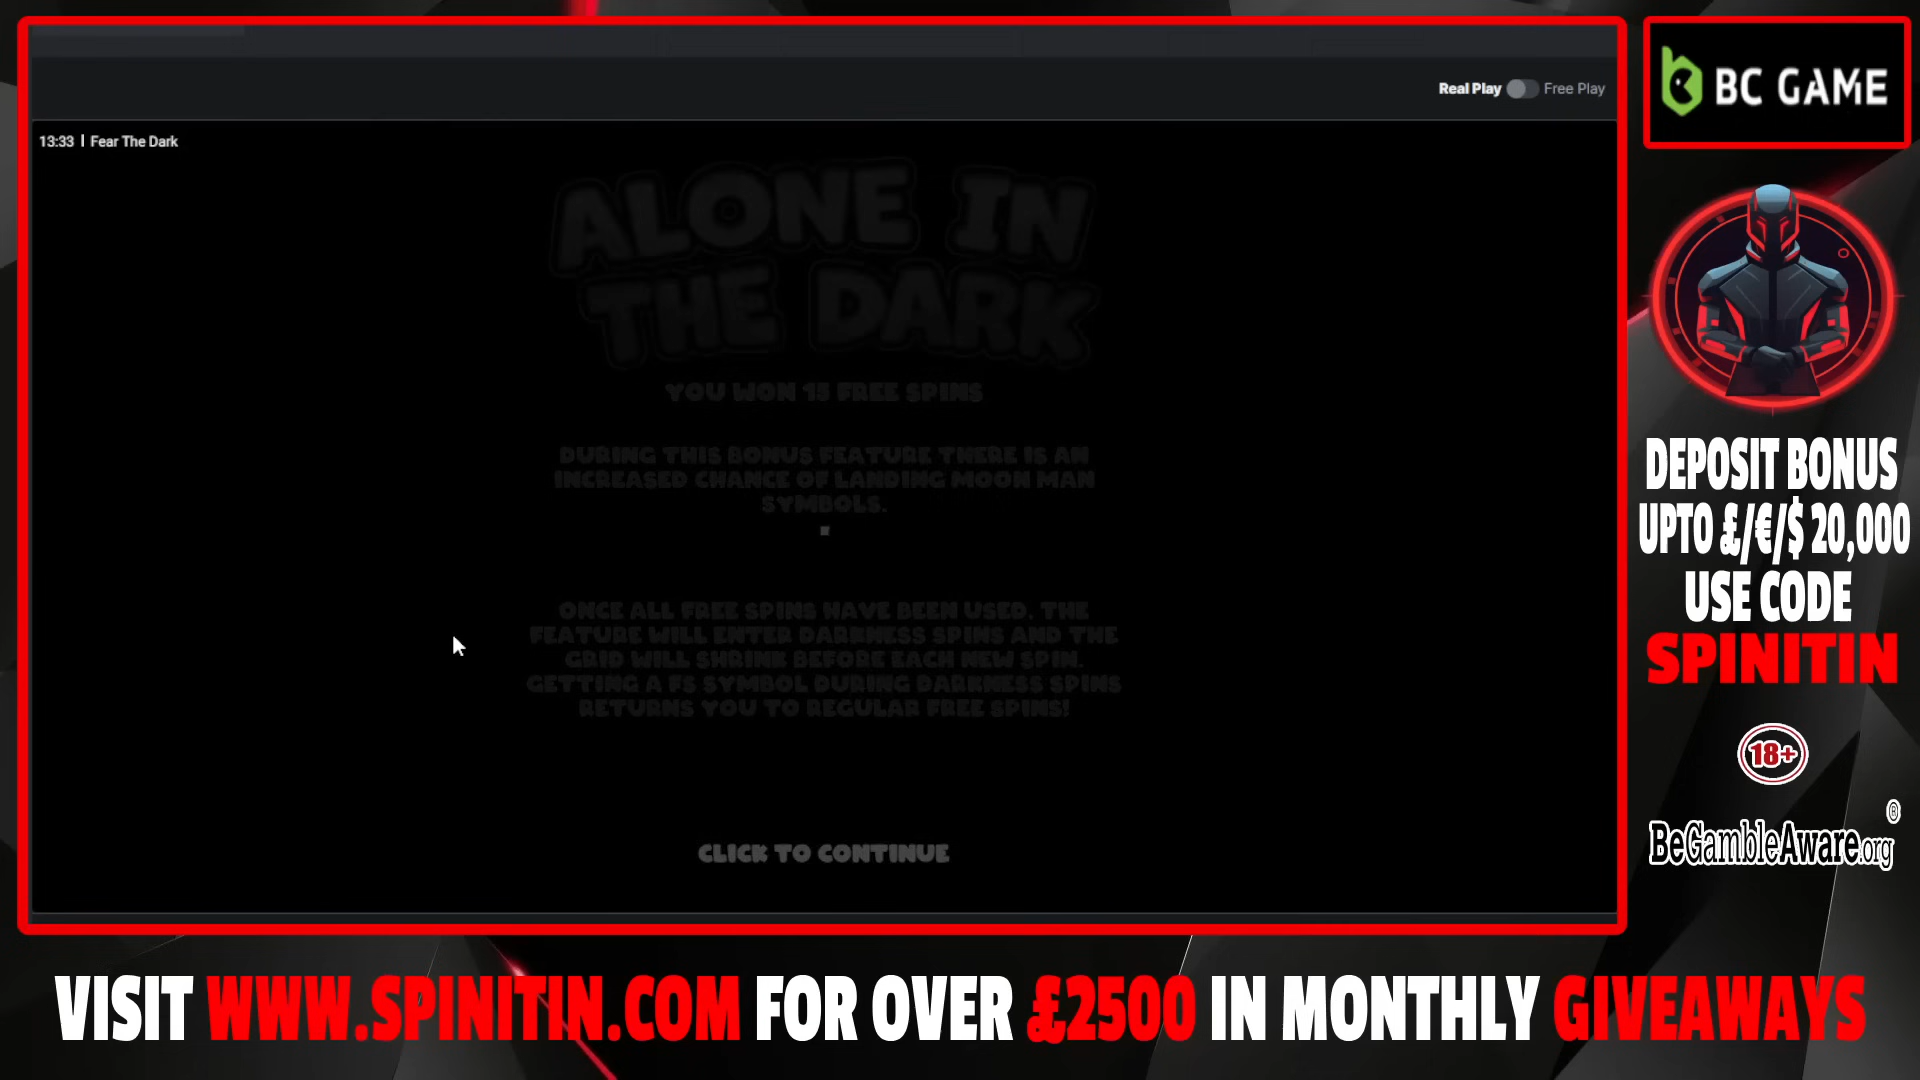 Real Play Free Play
13:33 | Fear The Dark
ALONE IN
THE DARK
YOU WON 15 FREE SPINS
DURING THIS BONUS FEATURE THERE IS AN
INCREASED CHANCE OF LANDING MOON MAN
SYMBOLS.
ONCE ALL FREE SPINS HAVE BEEN USED, THE
FEATURE WILL ENTER DARKNESS SPINS AND THE
GRID WILL SHRINK BEFORE EACH NEW SPIN.
GETTING A FS SYMBOL DURING DARKNESS SPINS
RETURNS YOU TO REGULAR FREE SPINS!
CLICK TO CONTINUE
BC GAME
DEPOSIT BONUS
UPTO £/€/$ 20,000
USE CODE
SPINITIN
18+
BeGambleAware.org®
VISIT WWW.SPINITIN.COM FOR OVER £2500 IN MONTHLY GIVEAWAYS